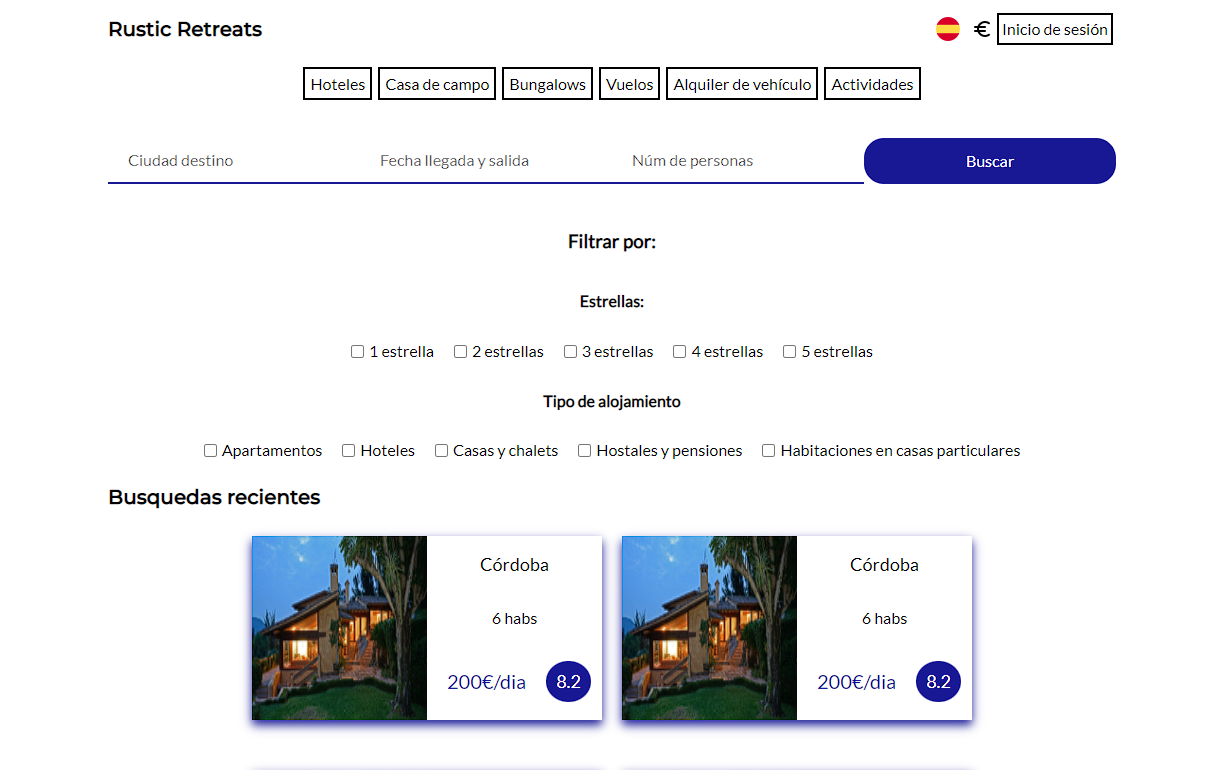 Rustic Retreats
€ Inicio de sesión
Hoteles Casa de campo Bungalows Vuelos Alquiler de vehículo Actividades
Ciudad destino Fecha llegada y salida Núm de personas Buscar
Filtrar por:
Estrellas:
1 estrella 2 estrellas 3 estrellas 4 estrellas 5 estrellas
Tipo de alojamiento
Apartamentos Hoteles Casas y chalets Hostales y pensiones Habitaciones en casas particulares
Busquedas recientes
Córdoba
6 habs
200€/dia 8.2
Córdoba
6 habs
200€/dia 8.2